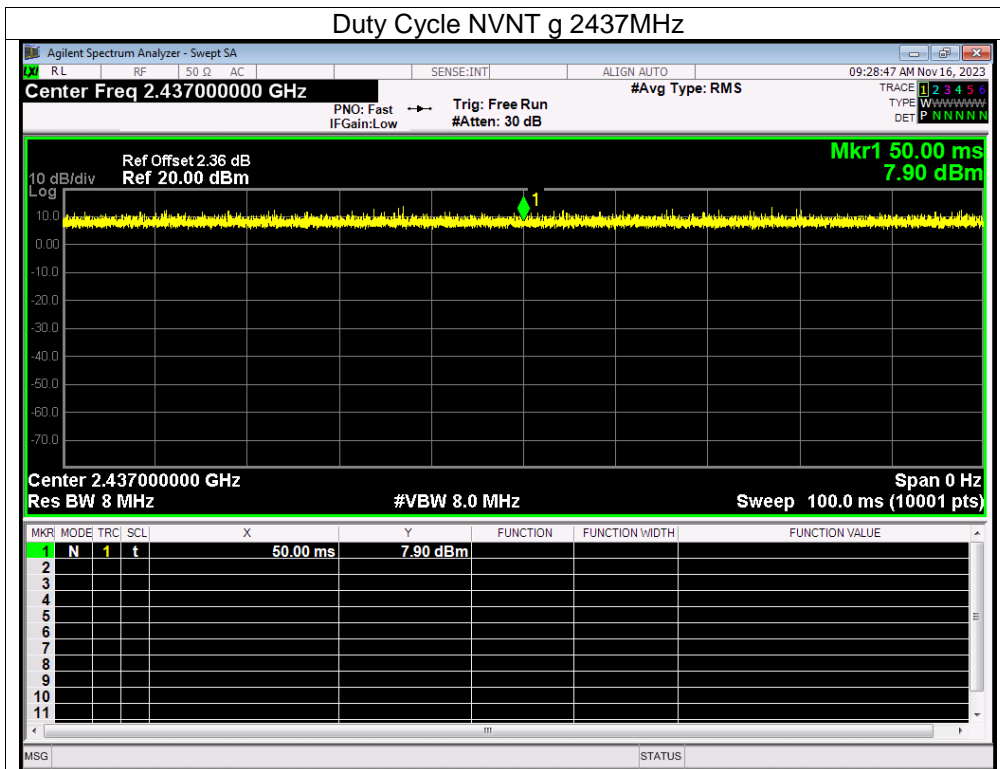 Duty Cycle NVNT g 2437MHz
Agilent Spectrum Analyzer - Swept SA
LXI RL RF 50 Ω AC SENSE:INT ALIGN AUTO 09:28:47 AM Nov 16, 2023
Center Freq 2.437000000 GHz #Avg Type: RMS TRACE 1 2 3 4 5 6
PNO: Fast Trig: Free Run TYPE W
IFGain:Low #Atten: 30 dB DET P N N N N N
Mkr1 50.00 ms
Ref Offset 2.36 dB
10 dB/div Ref 20.00 dBm 7.90 dBm
Log
1
10.0
0.00
-10.0
-20.0
-30.0
-40.0
-50.0
-60.0
-70.0
Center 2.437000000 GHz Span 0 Hz
Res BW 8 MHz #VBW 8.0 MHz Sweep 100.0 ms (10001 pts)
MKR MODE TRC SCL X Y FUNCTION FUNCTION WIDTH FUNCTION VALUE
1 N 1 t 50.00 ms 7.90 dBm
2
3
4
5
6
7
8
9
10
11
MSG STATUS